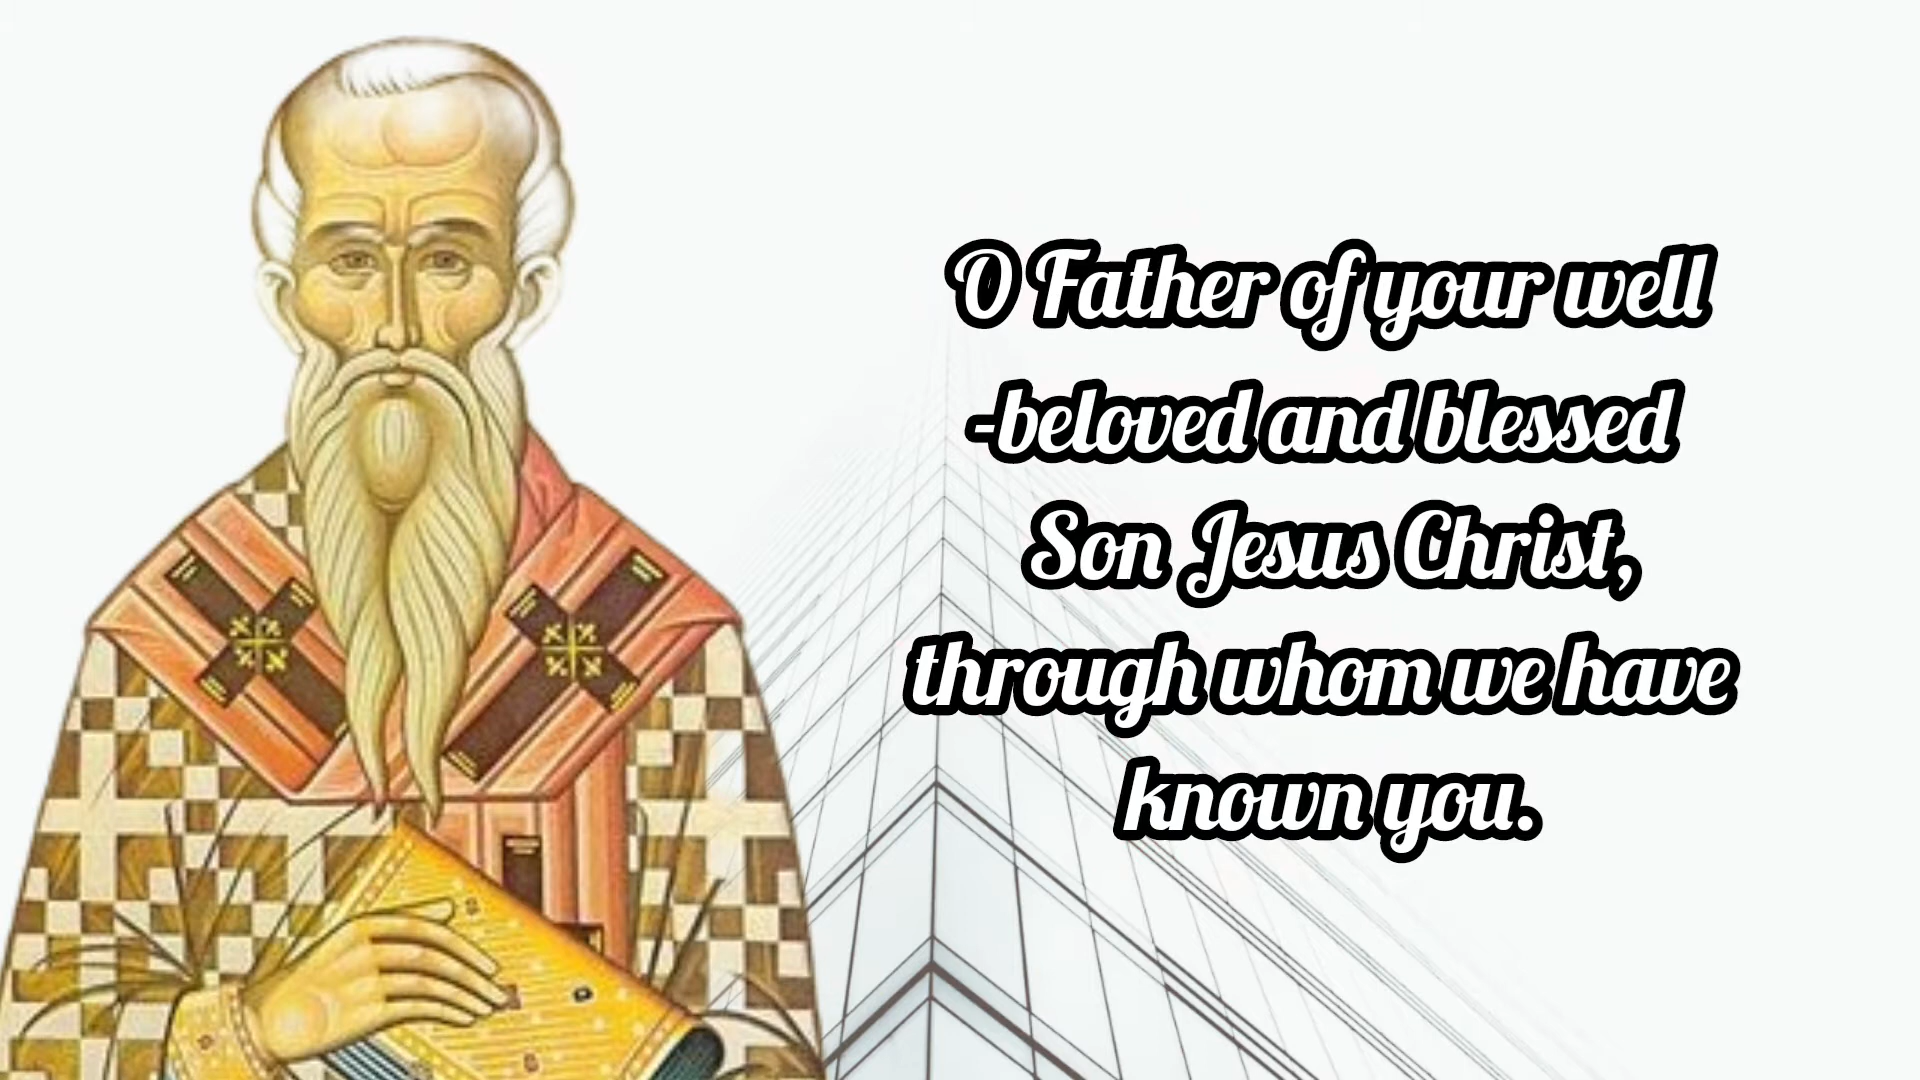 O Father of your well
-beloved and blessed
Son Jesus Christ,
through whom we have
known you.